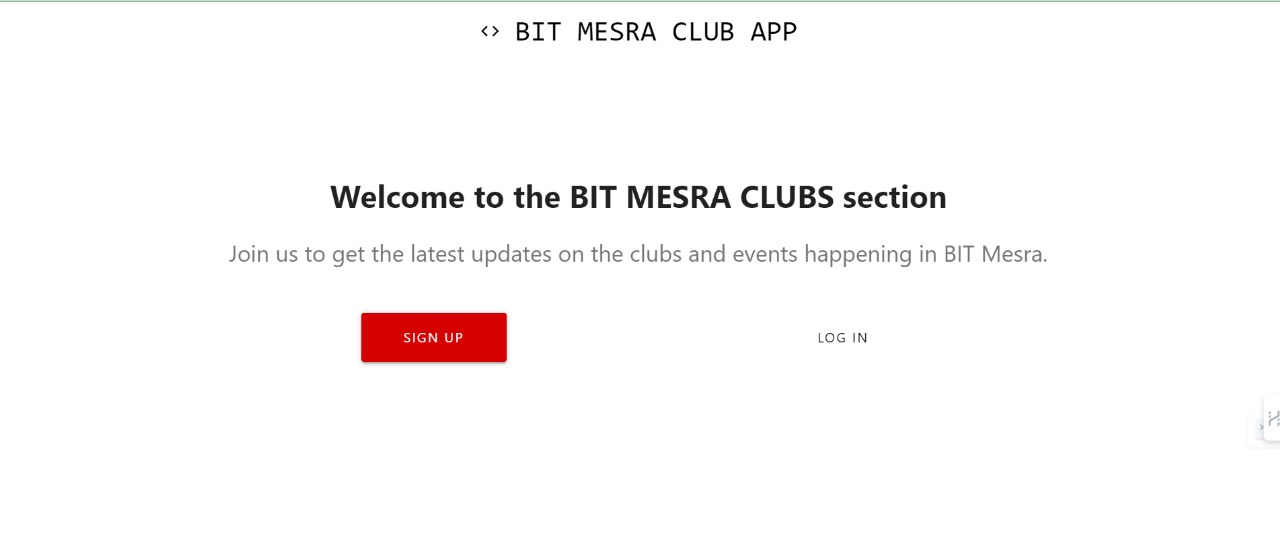 <> BIT MESRA CLUB APP
Welcome to the BIT MESRA CLUBS section
Join us to get the latest updates on the clubs and events happening in BIT Mesra.
SIGN UP
LOG IN